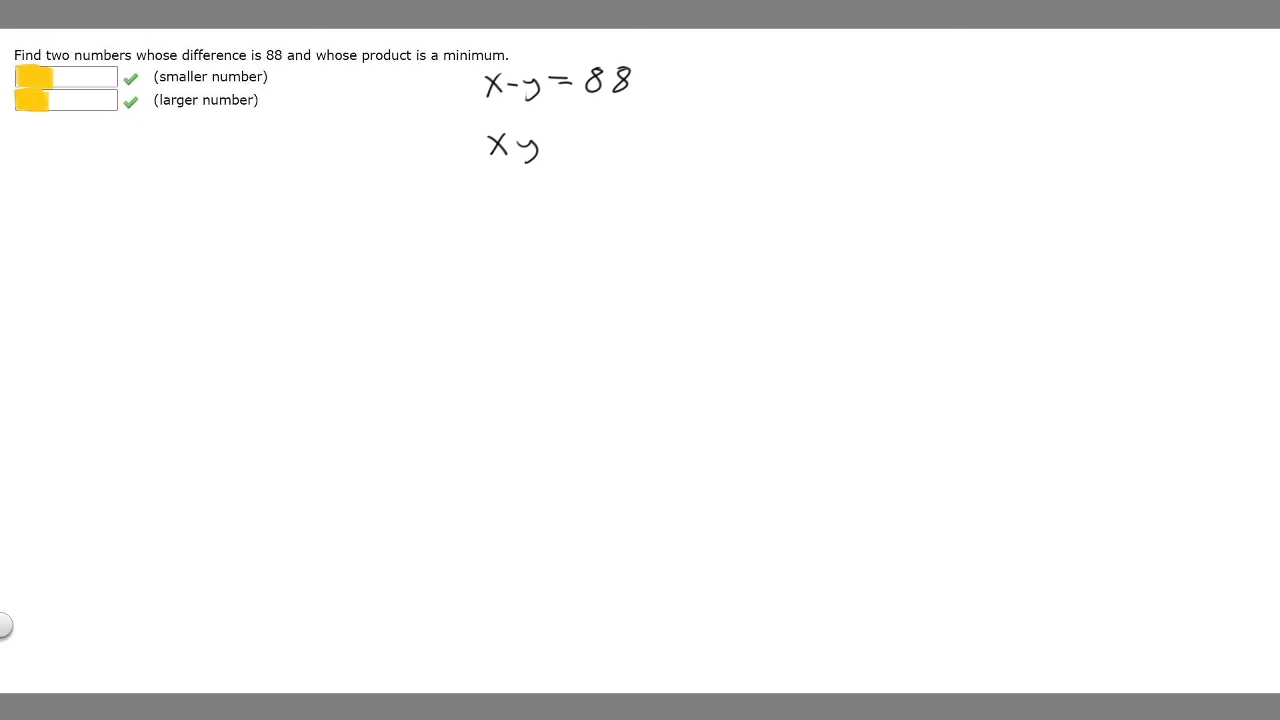 Find two numbers whose difference is 88 and whose product is a minimum.
(smaller number)
(larger number)
x-y=88
xy